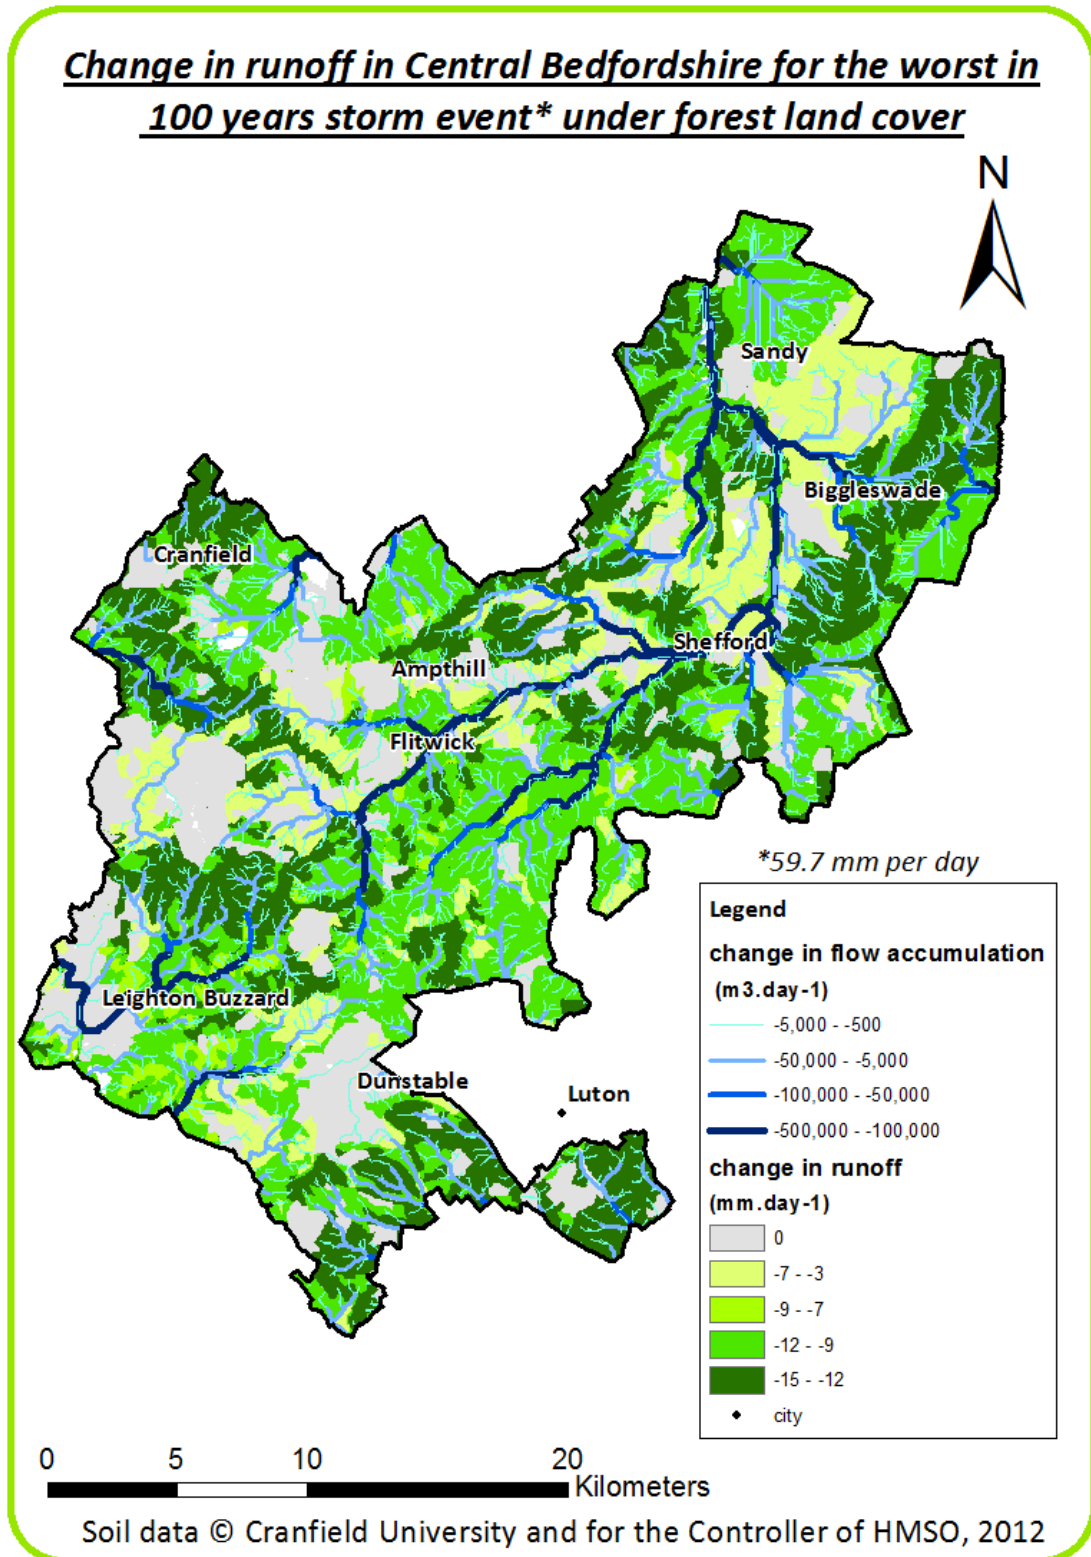 Change in runoff in Central Bedfordshire for the worst in
100 years storm event* under forest land cover
N
Sandy
Biggleswade
Cranfield
Shefford
Ampthill
Flitwick
*59.7 mm per day
Legend
change in flow accumulation
(m3.day-1)
-5,000 - -500
-50,000 - -5,000
-100,000 - -50,000
-500,000 - -100,000
change in runoff
(mm.day-1)
0
-7 - -3
-9 - -7
-12 - -9
-15 - -12
city
Leighton Buzzard
Dunstable
Luton
0 5 10 20
Kilometers
Soil data © Cranfield University and for the Controller of HMSO, 2012